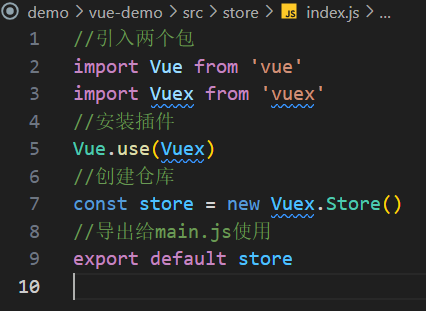 demo > vue-demo > src > store > JS index.js > ...
1 //引入两个包
2 import Vue from 'vue'
3 import Vuex from 'vuex'
4 //安装插件
5 Vue.use(Vuex)
6 //创建仓库
7 const store = new Vuex.Store()
8 //导出给main.js使用
9 export default store
10